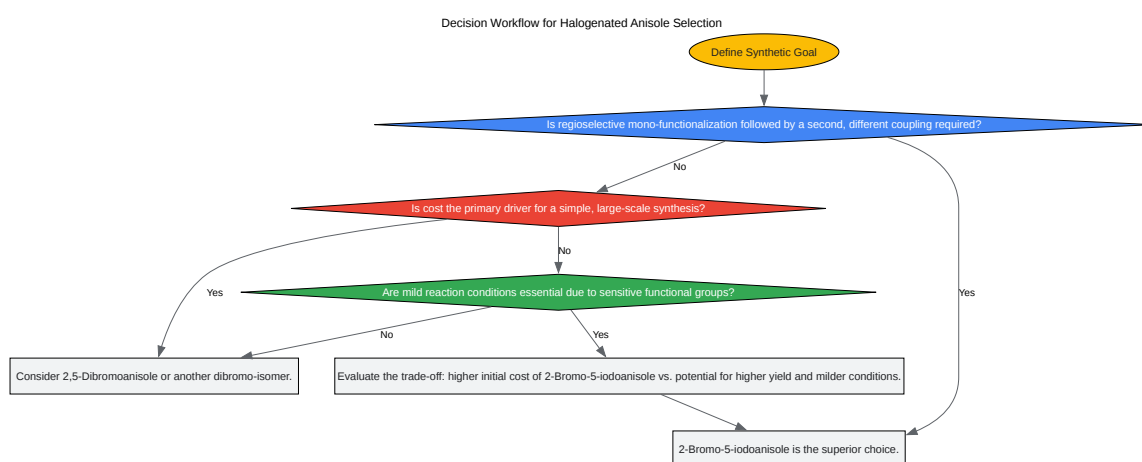 Decision Workflow for Halogenated Anisole Selection
Define Synthetic Goal
Is regioselective mono-functionalization followed by a second, different coupling required?
No
Is cost the primary driver for a simple, large-scale synthesis?
No
Are mild reaction conditions essential due to sensitive functional groups?
Yes
Yes
No
Yes
Consider 2,5-Dibromoanisole or another dibromo-isomer.
Evaluate the trade-off: higher initial cost of 2-Bromo-5-iodoanisole vs. potential for higher yield and milder conditions.
2-Bromo-5-iodoanisole is the superior choice.